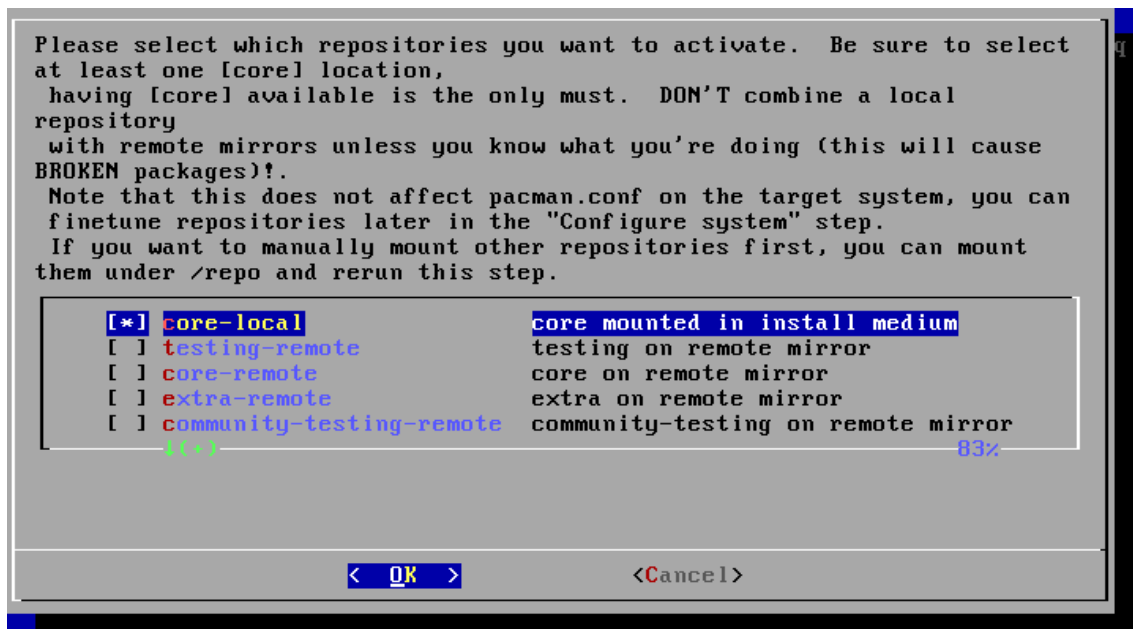 Please select which repositories you want to activate.  Be sure to select
at least one [core] location,
 having [core] available is the only must.  DON'T combine a local
repository
 with remote mirrors unless you know what you're doing (this will cause
BROKEN packages)!.
 Note that this does not affect pacman.conf on the target system, you can
 finetune repositories later in the "Configure system" step.
 If you want to manually mount other repositories first, you can mount
them under /repo and rerun this step.
[*] core-local core mounted in install medium
[ ] testing-remote testing on remote mirror
[ ] core-remote core on remote mirror
[ ] extra-remote extra on remote mirror
[ ] community-testing-remote community-testing on remote mirror
↓(+) 83%
< OK > <Cancel>
q